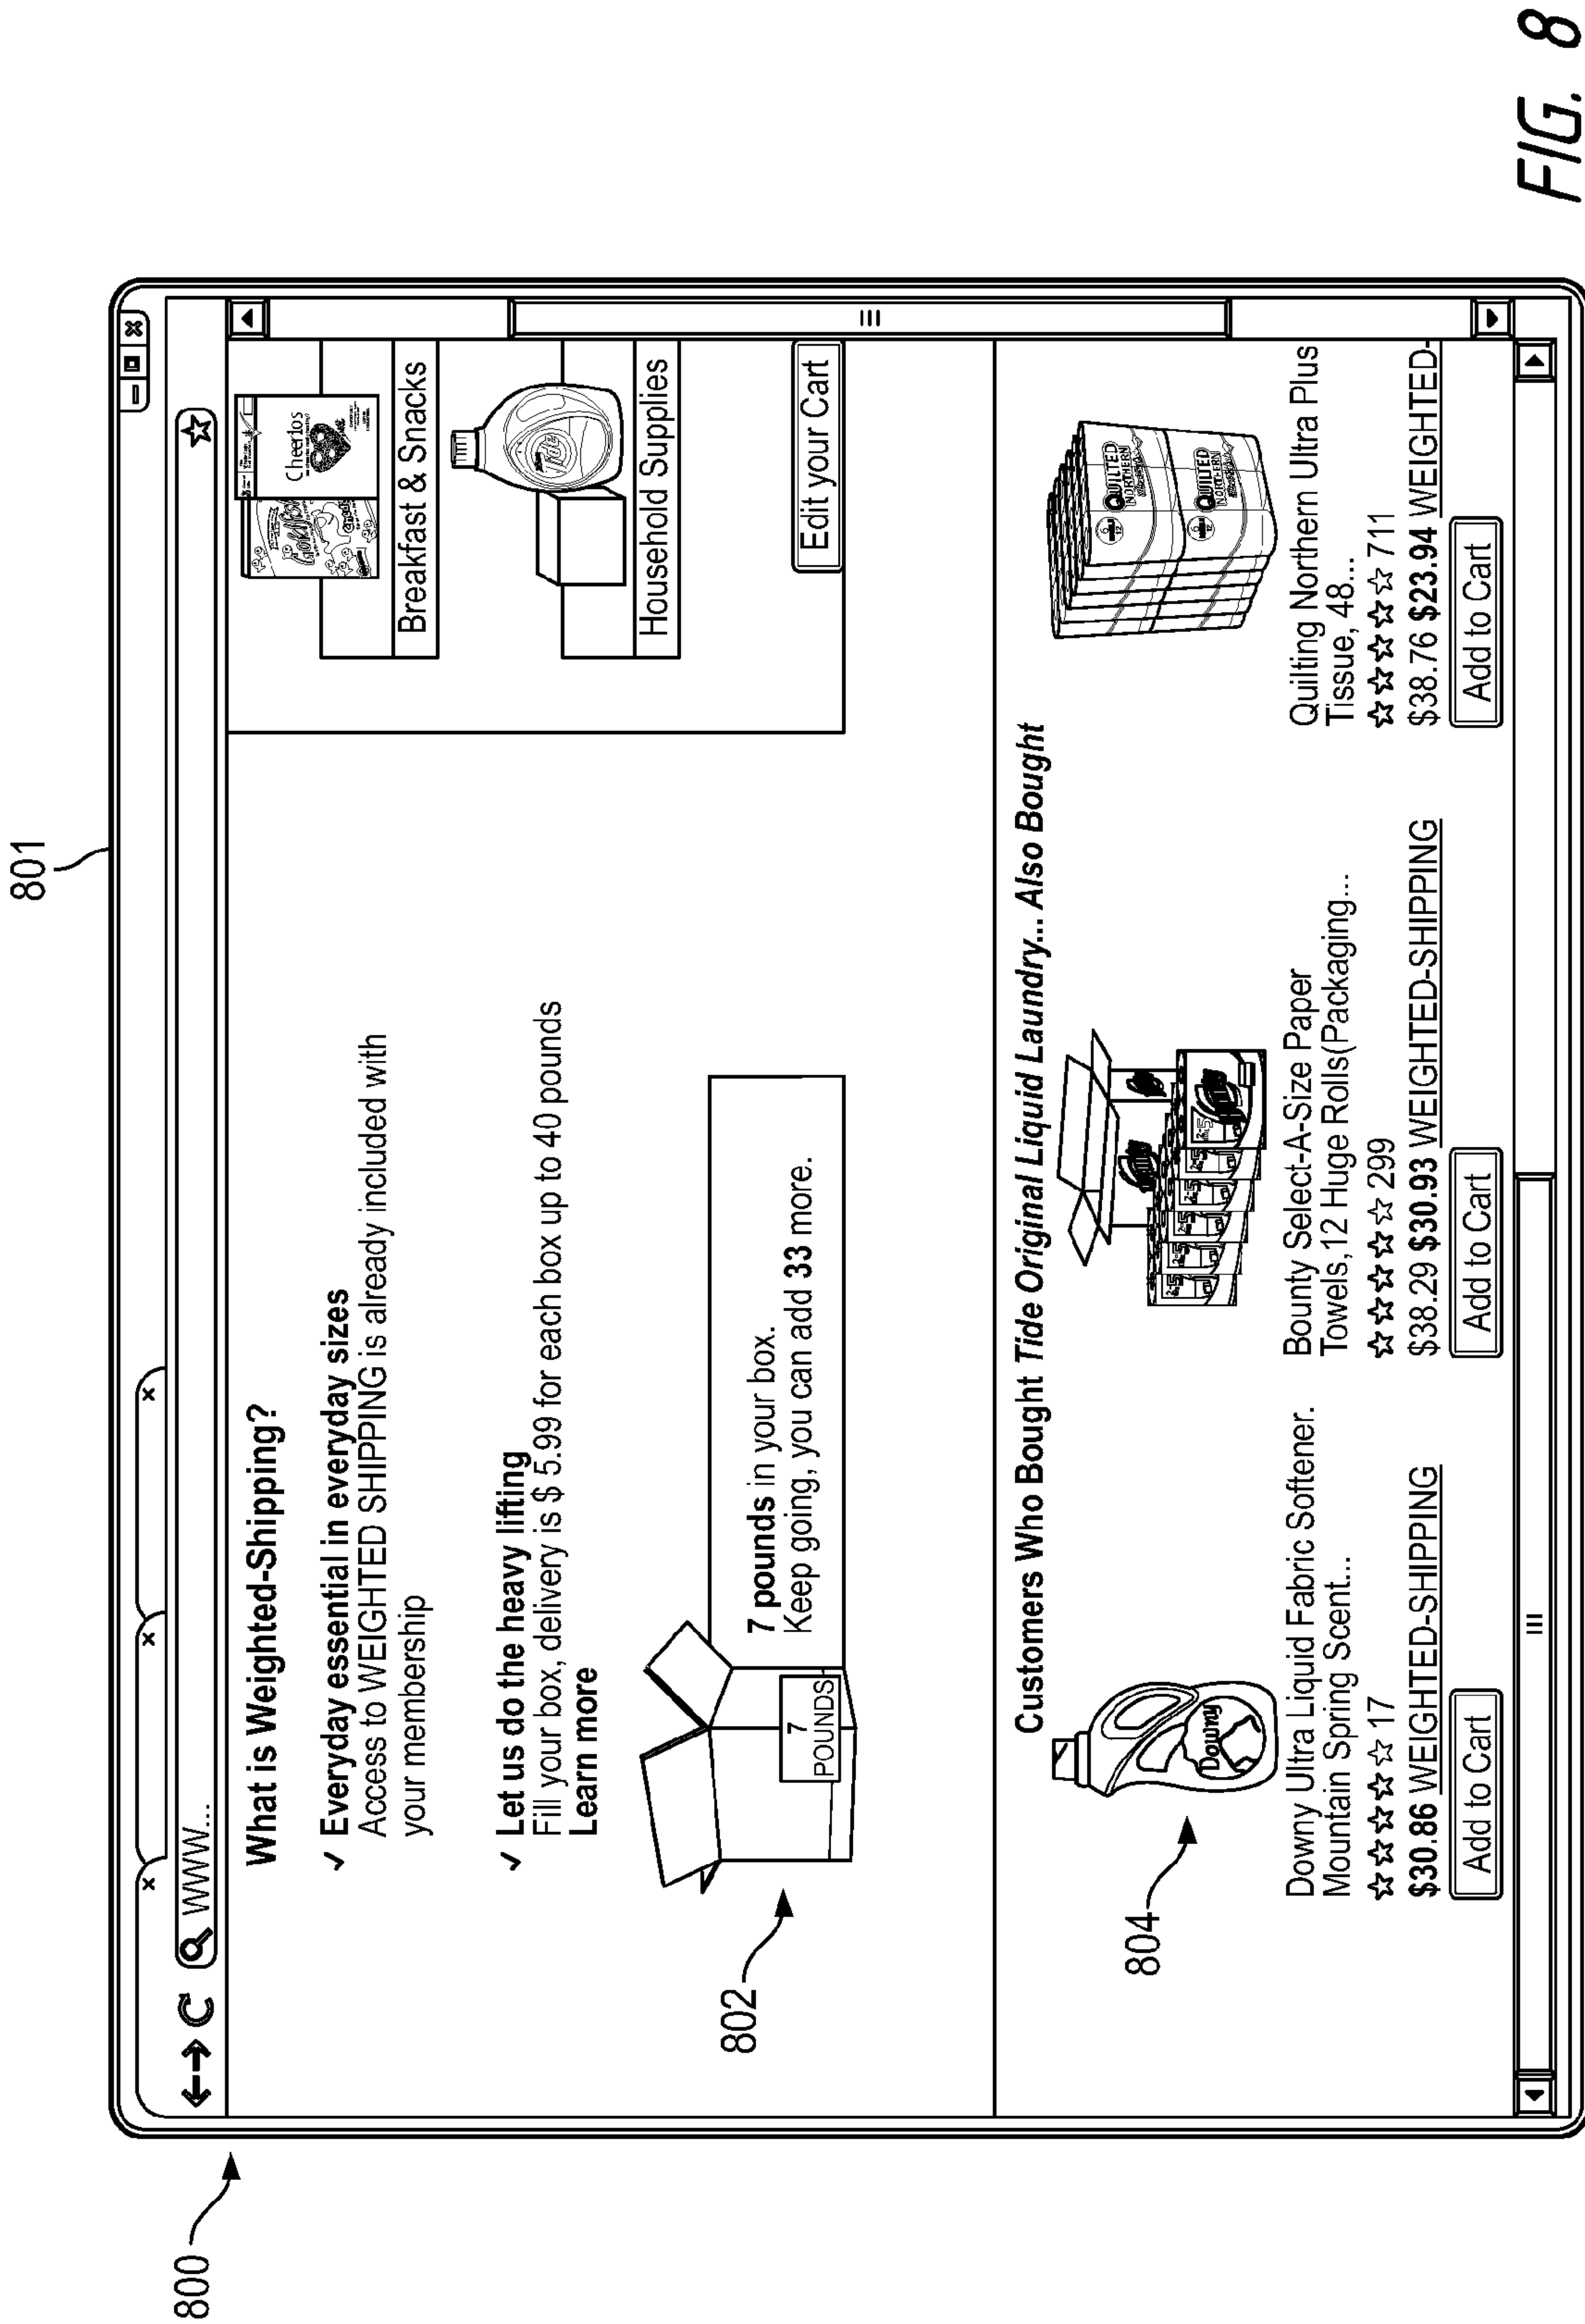 801
800
WWW...
What is Weighted-Shipping?
✓ Everyday essential in everyday sizes
Access to WEIGHTED SHIPPING is already included with
your membership
✓ Let us do the heavy lifting
Fill your box, delivery is $ 5.99 for each box up to 40 pounds
Learn more
802
7
POUNDS
7 pounds in your box.
Keep going, you can add 33 more.
Cheerios
Goldfish
Breakfast & Snacks
Tide
Household Supplies
Edit your Cart
Customers Who Bought Tide Original Liquid Laundry... Also Bought
804
Downy
Downy Ultra Liquid Fabric Softener.
Mountain Spring Scent...
☆☆☆☆☆ 17
$30.86 WEIGHTED-SHIPPING
Add to Cart
Bounty Select-A-Size Paper
Towels,12 Huge Rolls(Packaging...
☆☆☆☆☆ 299
$38.29 $30.93 WEIGHTED-SHIPPING
Add to Cart
QUILTED
NORTHERN
QUILTED
NORTHERN
Quilting Northern Ultra Plus
Tissue, 48...
☆☆☆☆☆ 711
$38.76 $23.94 WEIGHTED-
Add to Cart
FIG. 8